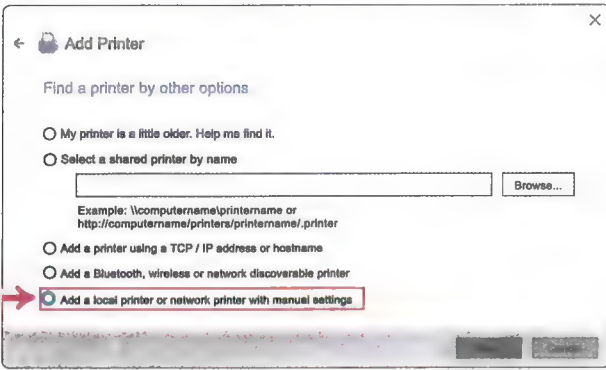 Add Printer
Find a printer by other options
My printer is a little older. Help me find it.
Select a shared printer by name
Browse...
Example: \\computername\printername or
http://computername/printers/printername/.printer
Add a printer using a TCP / IP address or hostname
Add a Bluetooth, wireless or network discoverable printer
Add a local printer or network printer with manual settings